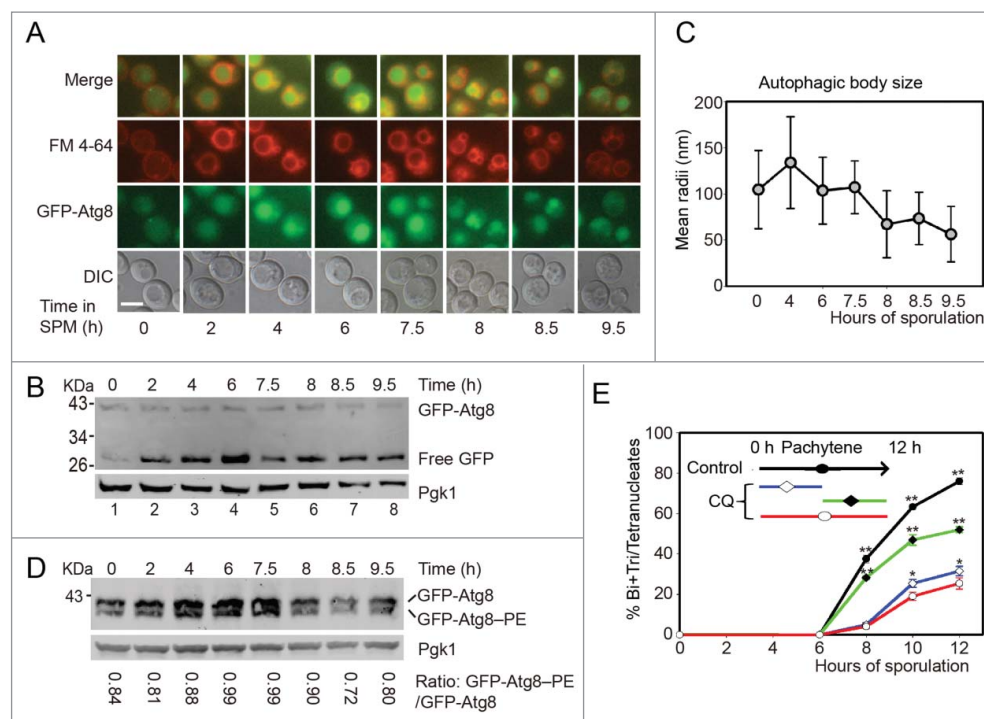 A
Merge
FM 4-64
GFP-Atg8
DIC
Time in
SPM (h)
0 2 4 6 7.5 8 8.5 9.5
C
Autophagic body size
Mean radii (nm)
200
150
100
50
0
0 4 6 7.5 8 8.5 9.5
Hours of sporulation
B
KDa 0 2 4 6 7.5 8 8.5 9.5 Time (h)
43-
GFP-Atg8
34-
26-
Free GFP
Pgk1
1 2 3 4 5 6 7 8
D
KDa 0 2 4 6 7.5 8 8.5 9.5 Time (h)
43
GFP-Atg8
GFP-Atg8–PE
Pgk1
0.84 0.81 0.88 0.99 0.99 0.90 0.72 0.80
Ratio: GFP-Atg8–PE
/GFP-Atg8
E
% Bi+Tri/Tetranucleates
100
80
60
40
20
0
0 h Pachytene 12 h
Control
CQ
**
**
**
**
**
**
*
*
0 2 4 6 8 10 12
Hours of sporulation